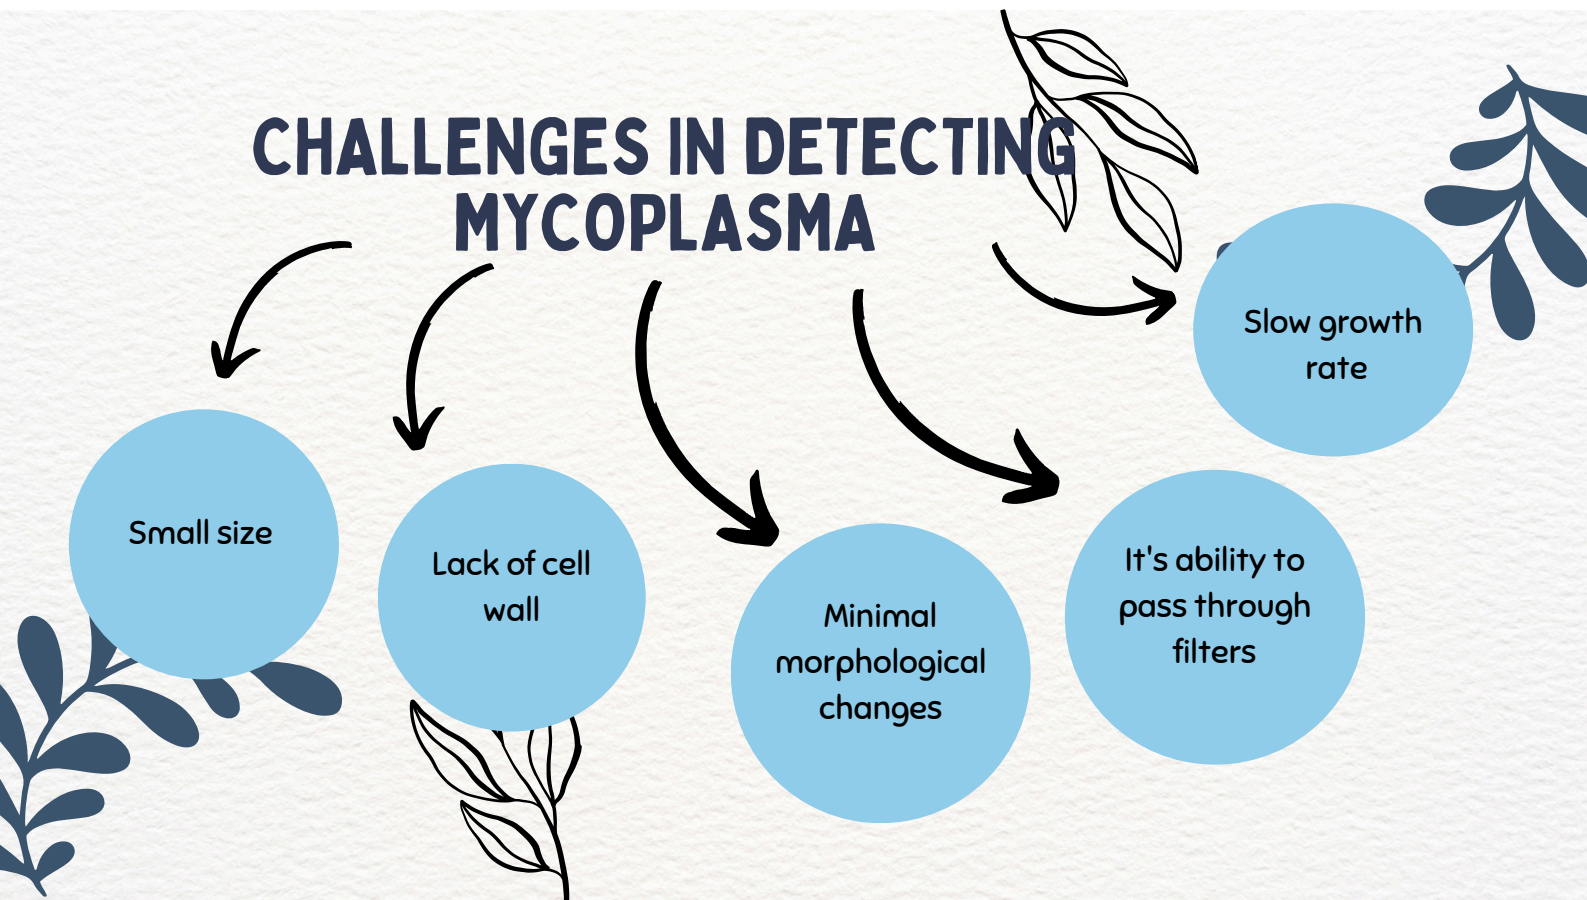 CHALLENGES IN DETECTING
MYCOPLASMA
Small size
Lack of cell
wall
Minimal
morphological
changes
It's ability to
pass through
filters
Slow growth
rate